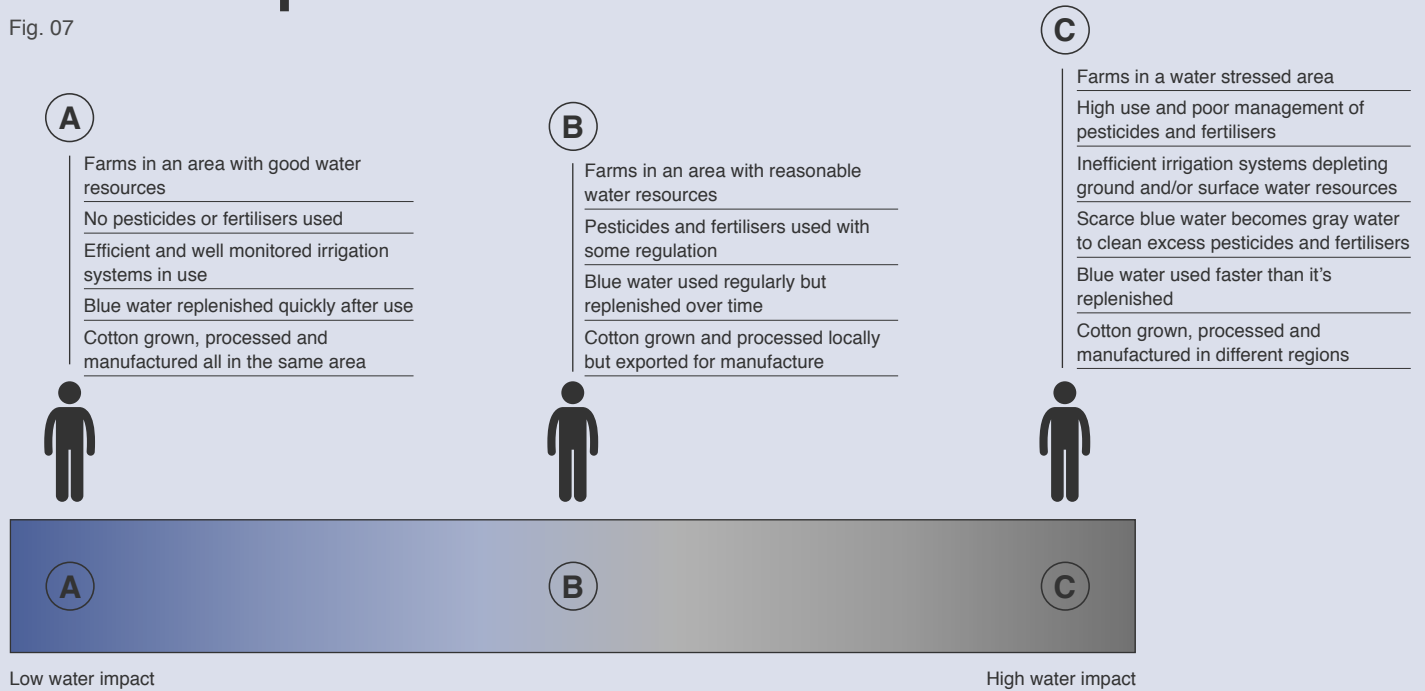 Fig. 07
A
Farms in an area with good water
resources
No pesticides or fertilisers used
Efficient and well monitored irrigation
systems in use
Blue water replenished quickly after use
Cotton grown, processed and
manufactured all in the same area
B
Farms in an area with reasonable
water resources
Pesticides and fertilisers used with
some regulation
Blue water used regularly but
replenished over time
Cotton grown and processed locally
but exported for manufacture
C
Farms in a water stressed area
High use and poor management of
pesticides and fertilisers
Inefficient irrigation systems depleting
ground and/or surface water resources
Scarce blue water becomes gray water
to clean excess pesticides and fertilisers
Blue water used faster than it’s
replenished
Cotton grown, processed and
manufactured in different regions
A
B
C
Low water impact
High water impact